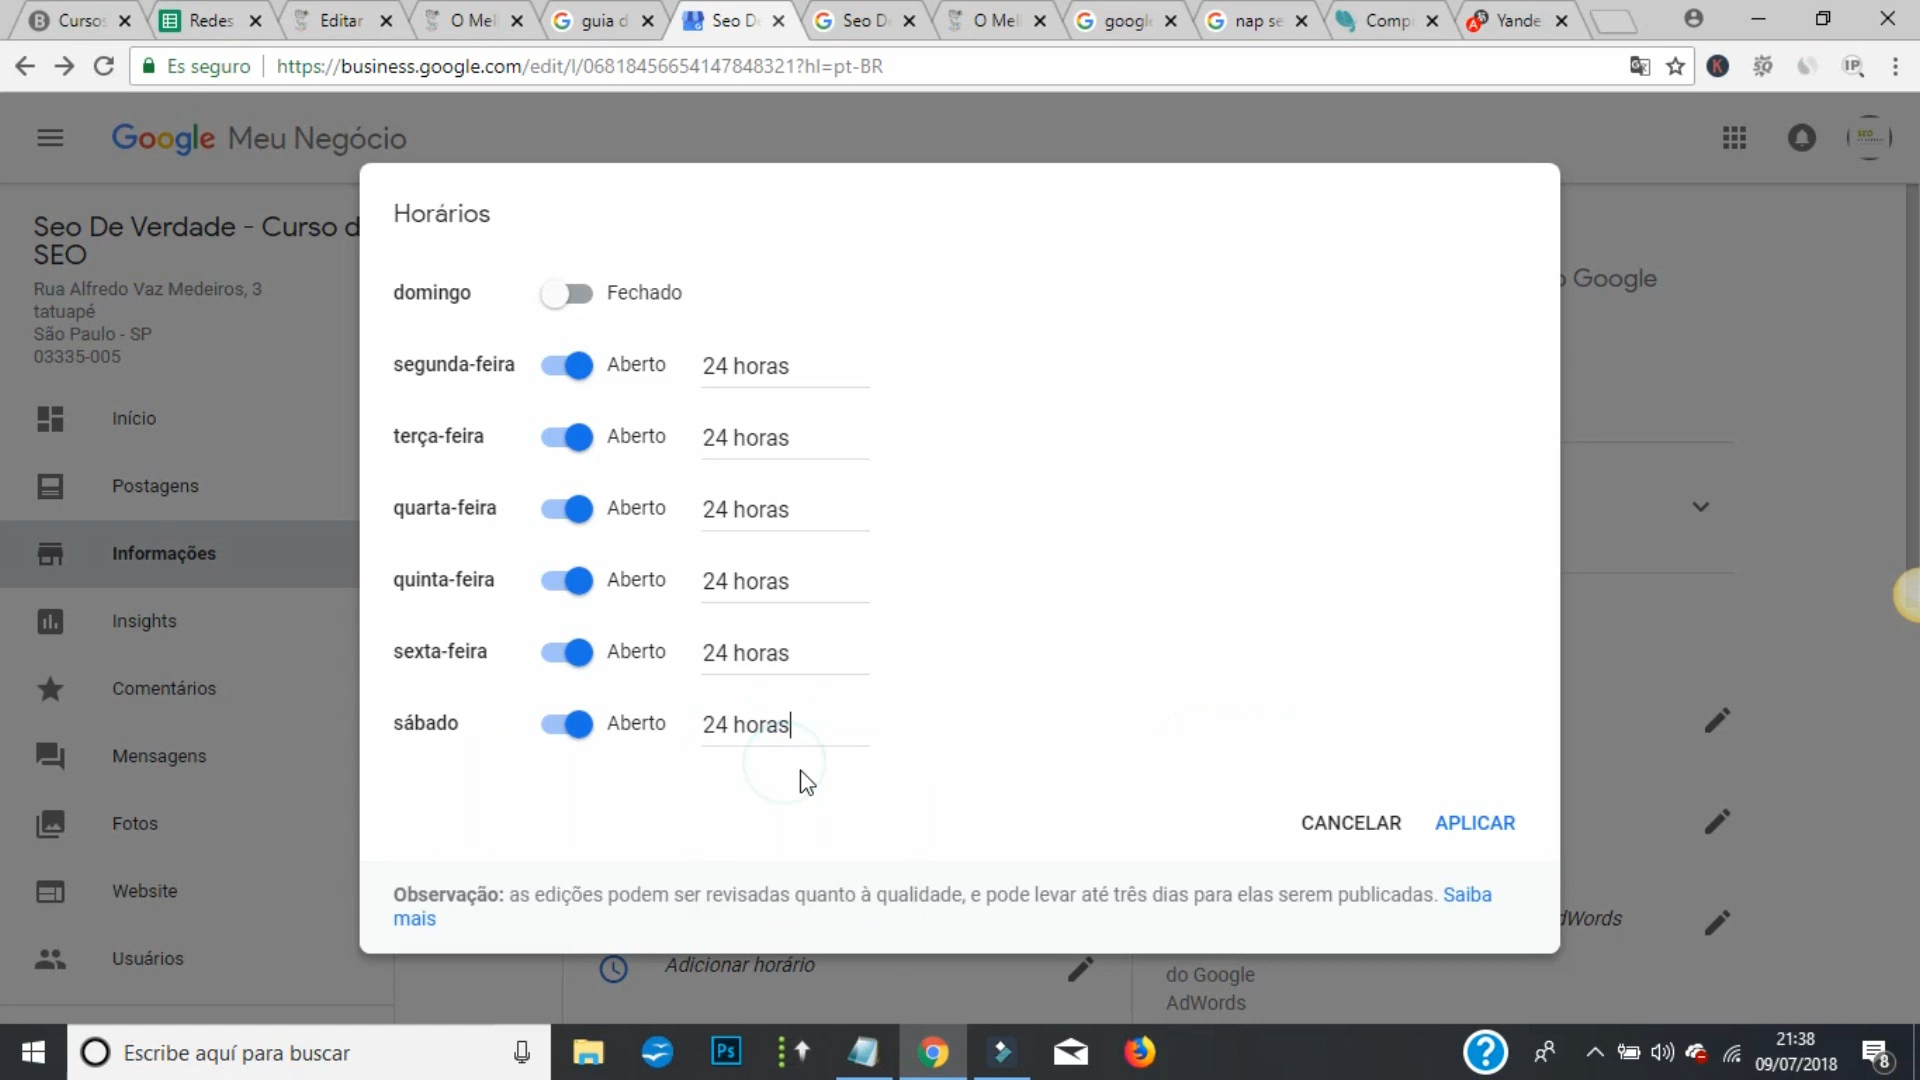 Cursos
Redes
Editar
O Mel
guia d
Seo D
Seo D
O Mel
google
nap se
Comp
Yande
Es seguro
https://business.google.com/edit/l/06818456654147848321?hl=pt-BR
Google Meu Negócio
Seo De Verdade - Curso d
SEO
Rua Alfredo Vaz Medeiros, 3
tatuapé
São Paulo - SP
03335-005
Início
Postagens
Informações
Insights
Comentários
Mensagens
Fotos
Website
Usuários
Horários
domingo Fechado
segunda-feira Aberto 24 horas
terça-feira Aberto 24 horas
quarta-feira Aberto 24 horas
quinta-feira Aberto 24 horas
sexta-feira Aberto 24 horas
sábado Aberto 24 horas
CANCELAR APLICAR
Observação: as edições podem ser revisadas quanto à qualidade, e pode levar até três dias para elas serem publicadas. Saiba
mais
Google
dWords
Adicionar horário
do Google
AdWords
Escribe aquí para buscar
Ps
21:38
09/07/2018
8